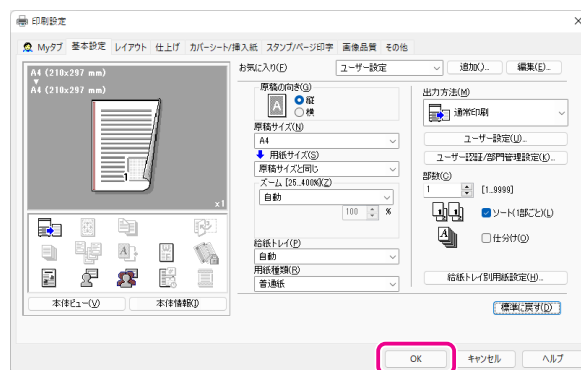 印刷設定
Myタブ 基本設定 レイアウト 仕上げ カバーシート/挿入紙 スタンプ/ページ印字 画像品質 その他
A4 (210x297 mm)
A4 (210x297 mm)
1
x1
本体ビュー(V) 本体情報(I)
お気に入り(F) ユーザー設定 追加(J)... 編集(E)...
原稿の向き(G)
縦
横
原稿サイズ(N)
A4
用紙サイズ(S)
原稿サイズと同じ
ズーム [25..400%](Z)
自動
100 %
給紙トレイ(P)
自動
用紙種類(R)
普通紙
出力方法(M)
通常印刷
ユーザー設定(U)...
ユーザー認証/部門管理設定(K)...
部数(C)
1 [1..9999]
ソート(1部ごと)(L)
仕分け(O)
給紙トレイ別用紙設定(H)...
標準に戻す(D)
OK キャンセル ヘルプ